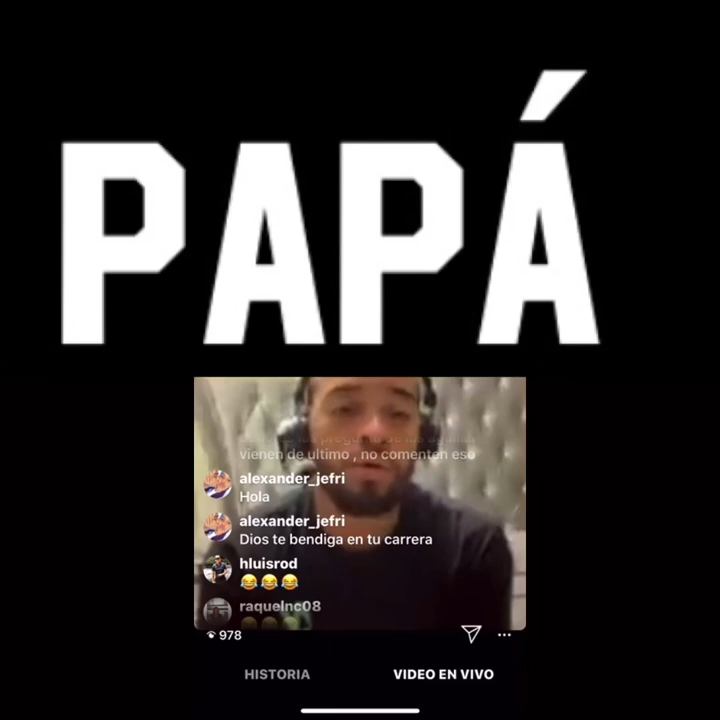 PAPÁ
vienen de ultimo , no comenten eso
alexander_jefri
Hola
alexander_jefri
Dios te bendiga en tu carrera
hluisrod
😂 😂 😂
raquelnc08
978
HISTORIA
VIDEO EN VIVO